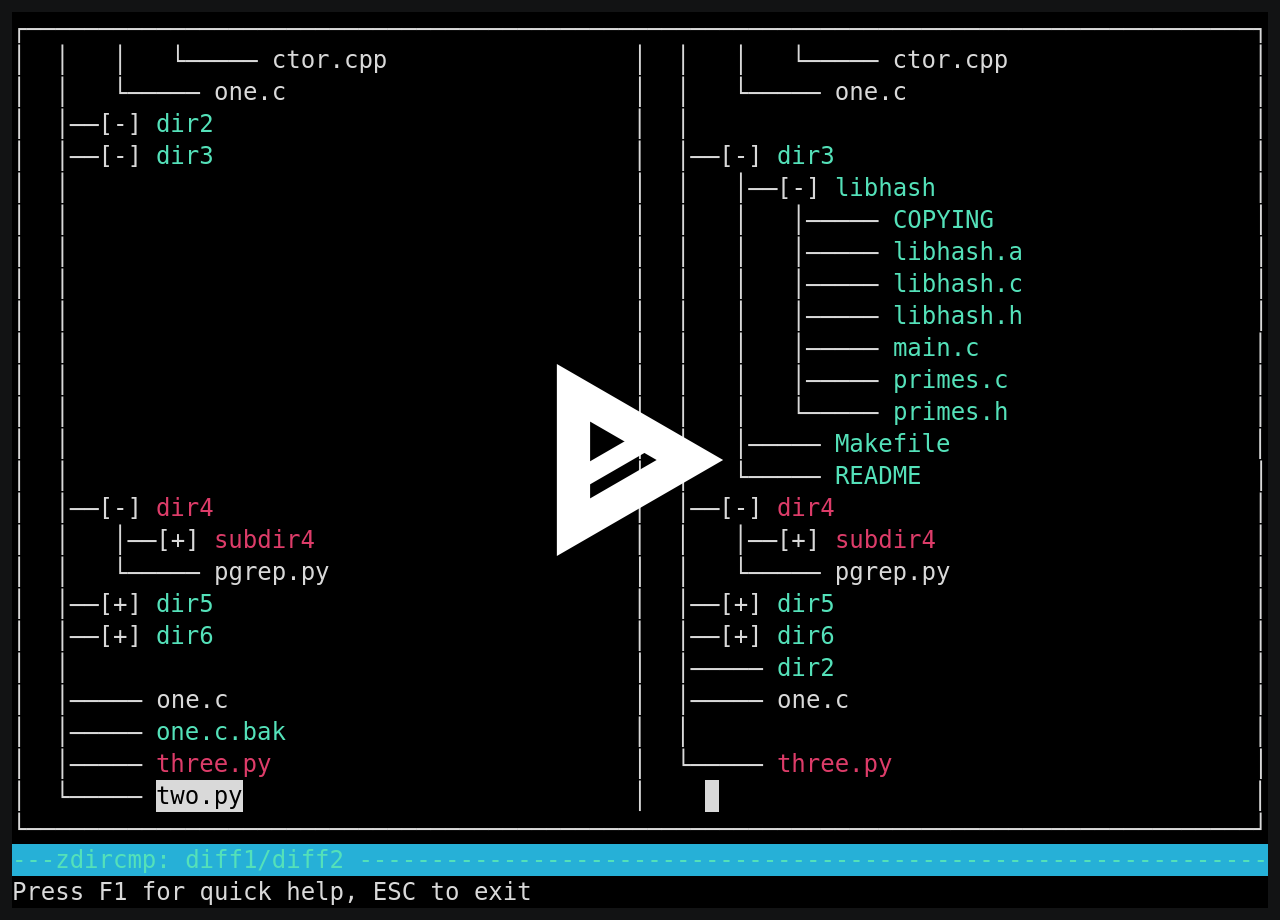 ctor.cpp ctor.cpp
one.c one.c
[-] dir2
[-] dir3 [-] dir3
[-] libhash
COPYING
libhash.a
libhash.c
libhash.h
main.c
primes.c
primes.h
Makefile
README
[-] dir4 [-] dir4
[+] subdir4 [+] subdir4
pgrep.py pgrep.py
[+] dir5 [+] dir5
[+] dir6 [+] dir6
dir2
one.c one.c
one.c.bak
three.py three.py
two.py
---zdircmp: diff1/diff2 ---------------------------------------------------------------
Press F1 for quick help, ESC to exit